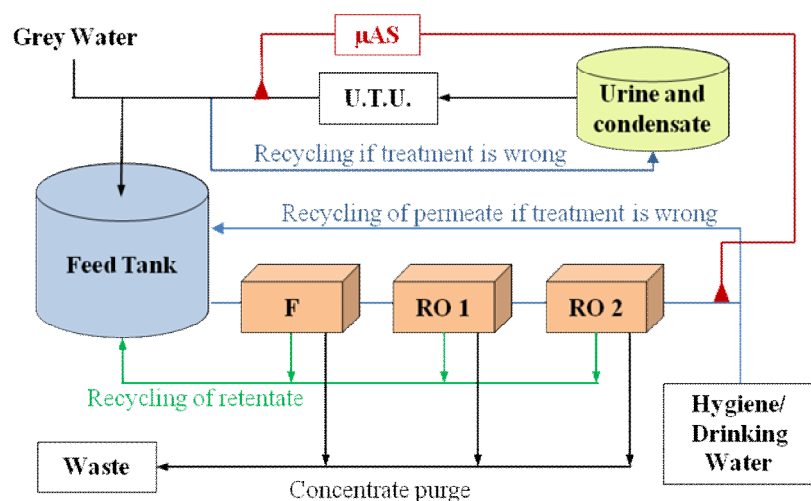 Grey Water
μAS
U.T.U.
Urine and
condensate
Recycling if treatment is wrong
Recycling of permeate if treatment is wrong
Feed Tank
F
RO 1
RO 2
Recycling of retentate
Hygiene/
Drinking
Water
Waste
Concentrate purge